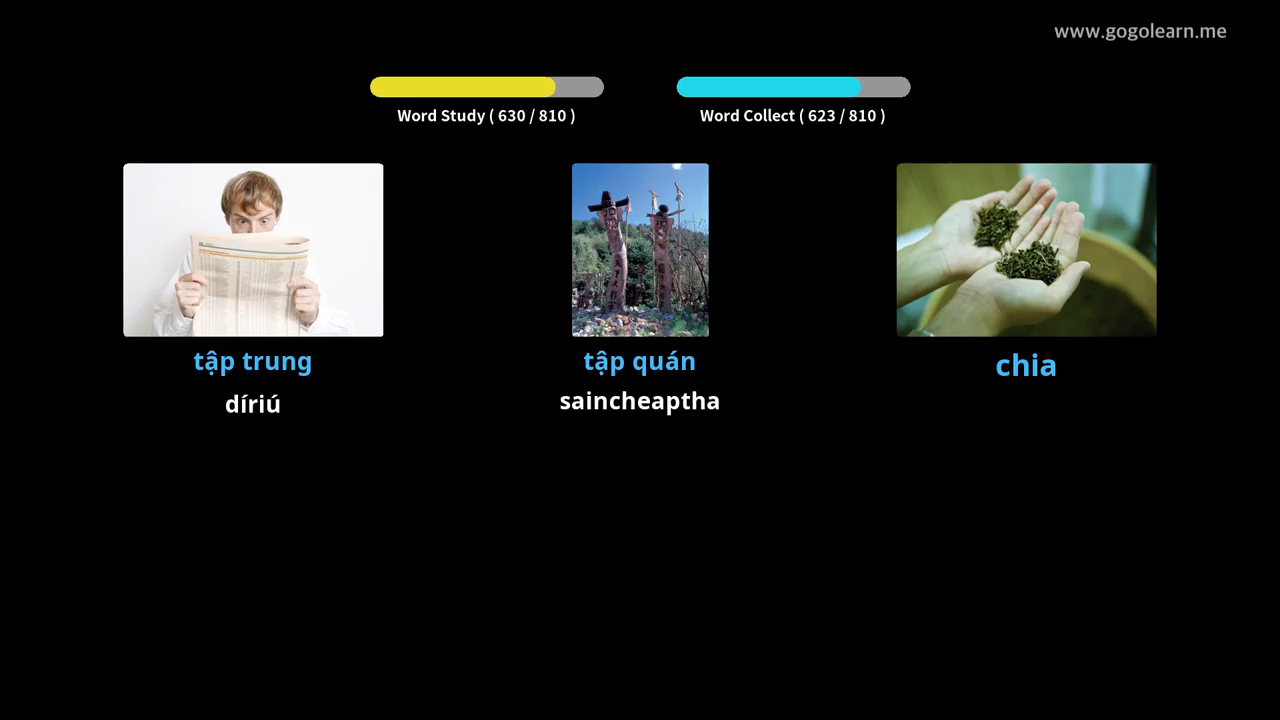 www.gogolearn.me
Word Study ( 630 / 810 )
Word Collect ( 623 / 810 )
tập trung
díriú
tập quán
saincheaptha
chia